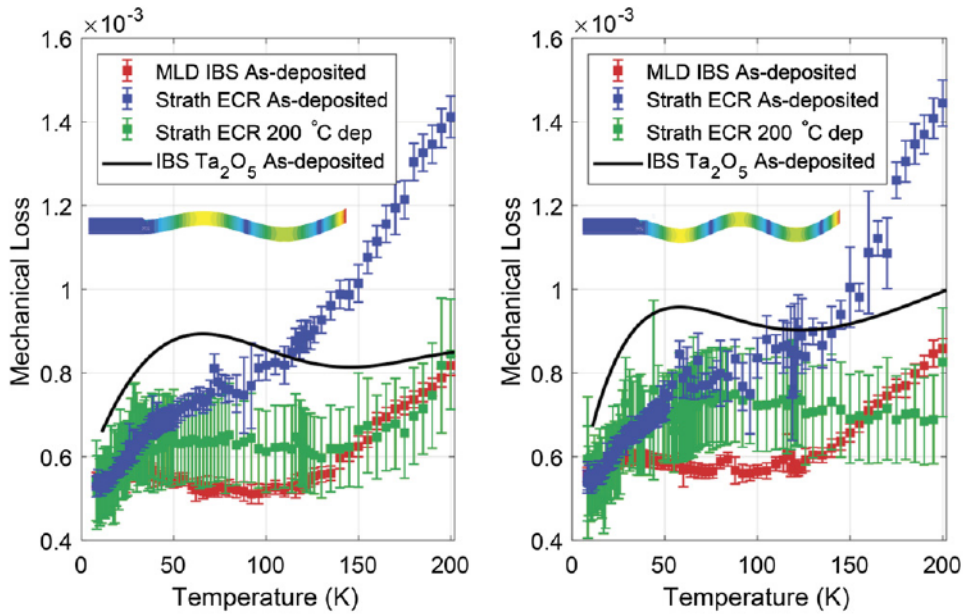 ×10⁻³
1.6
1.4
1.2
1
0.8
0.6
0.4
Mechanical Loss
MLD IBS As-deposited
Strath ECR As-deposited
Strath ECR 200 °C dep
IBS Ta₂O₅ As-deposited
0 50 100 150 200
Temperature (K)
×10⁻³
1.6
1.4
1.2
1
0.8
0.6
0.4
Mechanical Loss
MLD IBS As-deposited
Strath ECR As-deposited
Strath ECR 200 °C dep
IBS Ta₂O₅ As-deposited
0 50 100 150 200
Temperature (K)